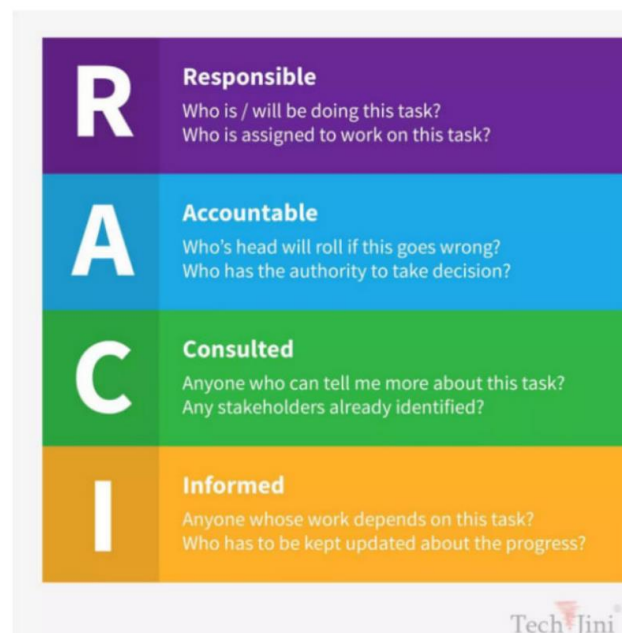 R
Responsible
Who is / will be doing this task?
Who is assigned to work on this task?
A
Accountable
Who's head will roll if this goes wrong?
Who has the authority to take decision?
C
Consulted
Anyone who can tell me more about this task?
Any stakeholders already identified?
I
Informed
Anyone whose work depends on this task?
Who has to be kept updated about the progress?
Tech Jini